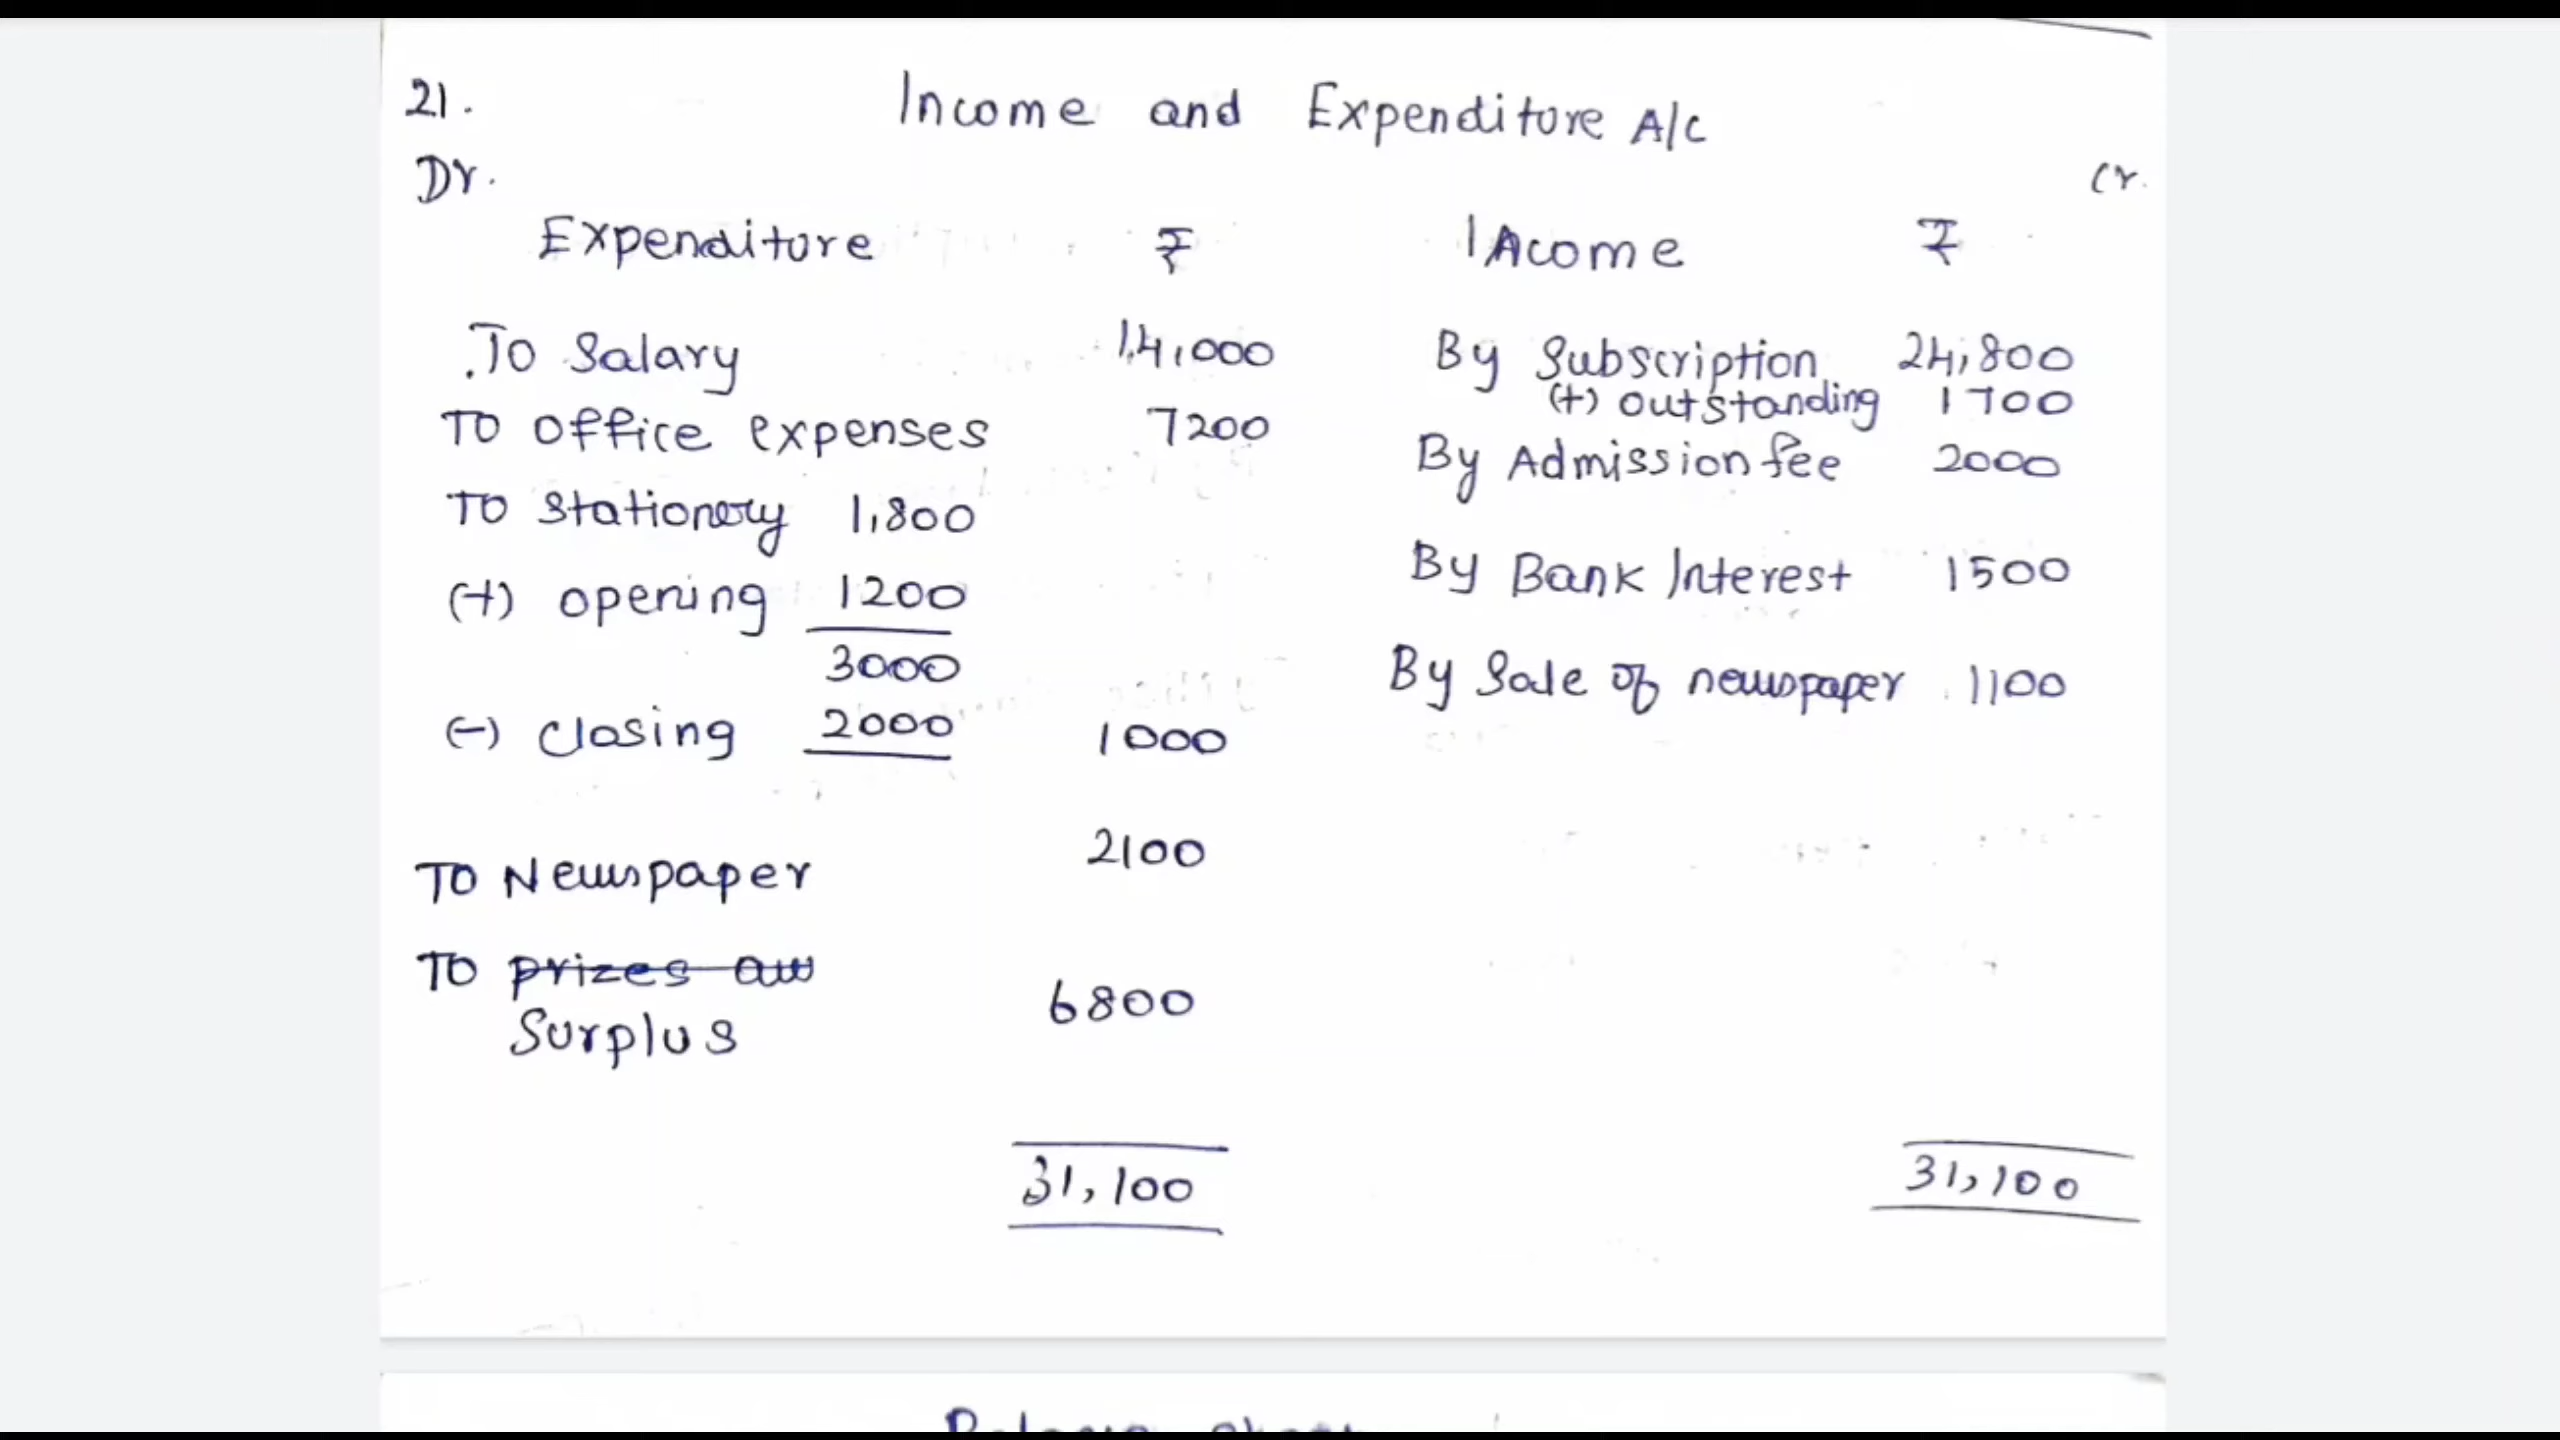 21. Income and Expenditure A/c
Dr. Cr.
Expenditure ₹ Income ₹
To Salary 14,000 By Subscription 24,800
(+) outstanding 1700
To office expenses 7200 By Admission fee 2000
To Stationery 1,800
(+) opening 1200 By Bank Interest 1500
3000 By Sale of newspaper 1100
(-) closing 2000 1000
To Newspaper 2100
To prizes aw
Surplus 6800
31,100 31,100